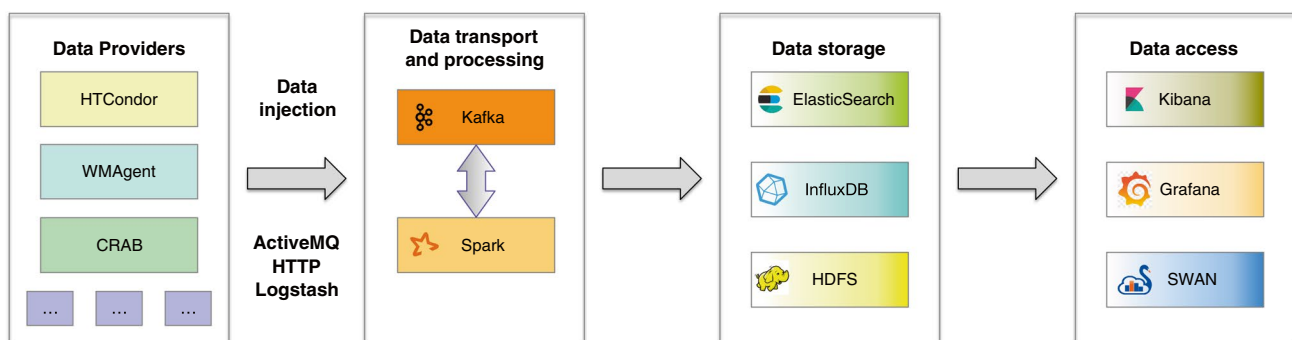 Data Providers
HTCondor
WMAgent
CRAB
...
...
...
Data
injection
ActiveMQ
HTTP
Logstash
Data transport
and processing
Kafka
Spark
Data storage
ElasticSearch
InfluxDB
HDFS
Data access
Kibana
Grafana
SWAN